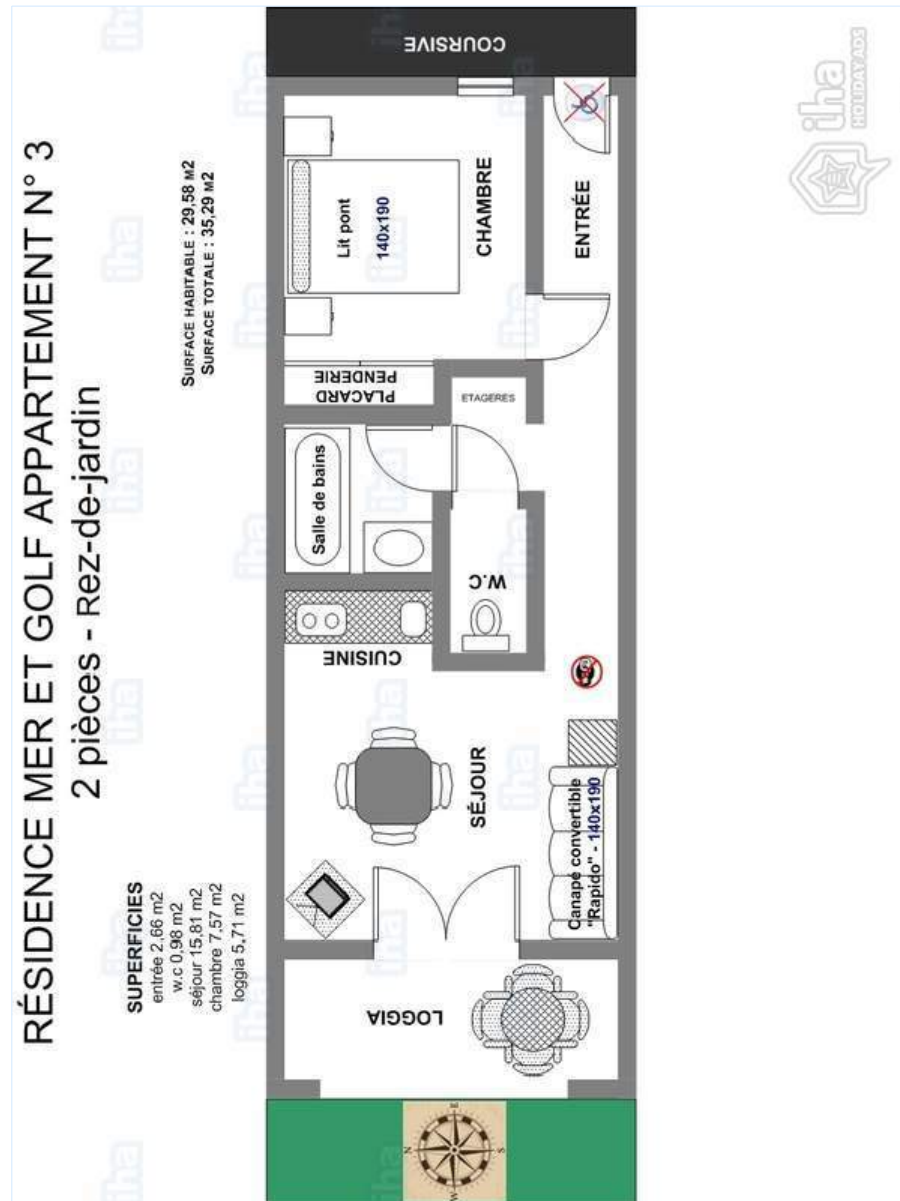 RÉSIDENCE MER ET GOLF APPARTEMENT N° 3
2 pièces - Rez-de-jardin
SURFACE HABITABLE : 29,58 M2
SURFACE TOTALE : 35,29 M2
SUPERFICIES
entrée 2,66 m2
w.c 0,98 m2
séjour 15,81 m2
chambre 7,57 m2
loggia 5,71 m2
iha
HOLIDAY ADS
COURSIVE
Lit pont
140x190
CHAMBRE
ENTRÉE
PLACARD
PENDERIE
ETAGERES
Salle de bains
W.C
CUISINE
SÉJOUR
Canape convertible
"Rapido" - 140x190
LOGGIA
N
E
S
W